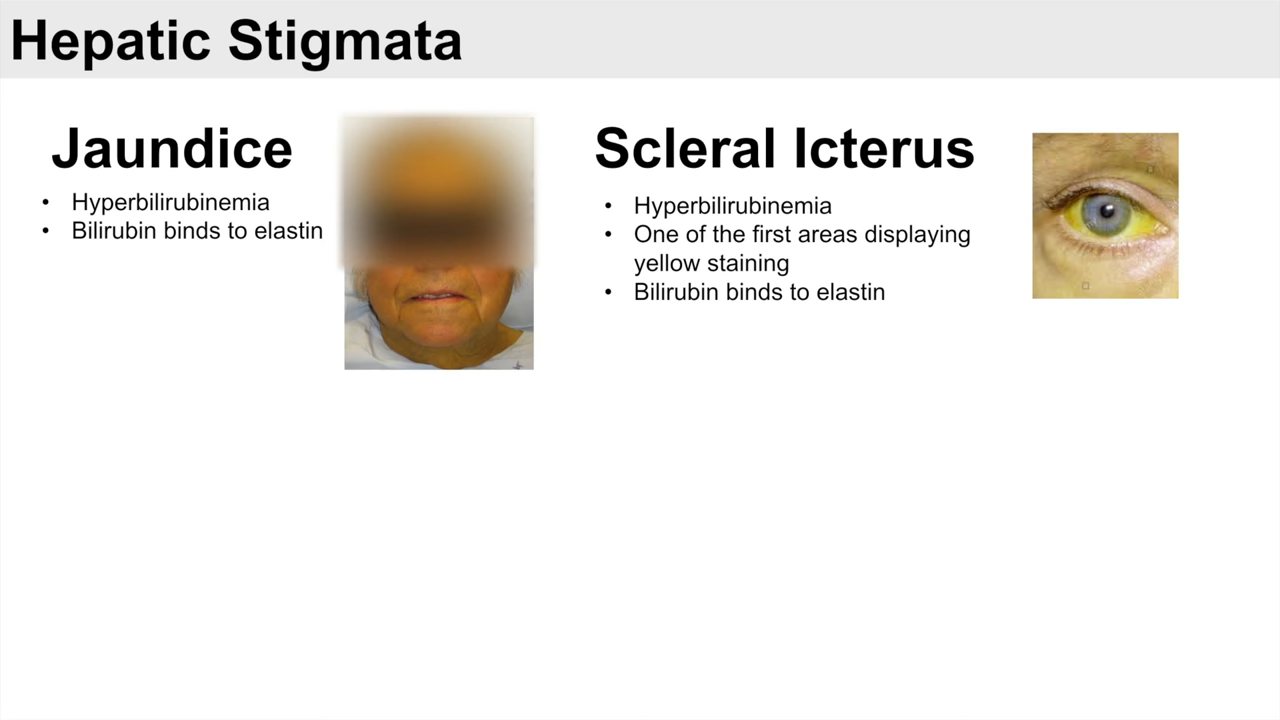 Hepatic Stigmata
Jaundice
• Hyperbilirubinemia
• Bilirubin binds to elastin
Scleral Icterus
• Hyperbilirubinemia
• One of the first areas displaying
yellow staining
• Bilirubin binds to elastin